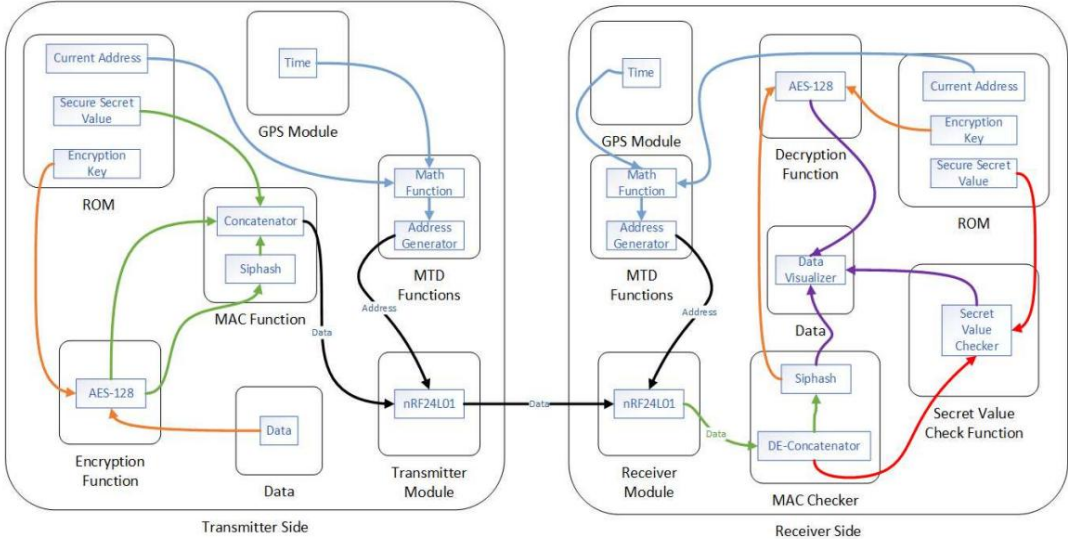 Current Address
Secure Secret
Value
Encryption
Key
ROM
Time
GPS Module
Math
Function
Address
Generator
MTD
Functions
Concatenator
Siphash
MAC Function
Address
Data
AES-128
Encryption
Function
Data
Data
nRF24L01
Transmitter
Module
Transmitter Side
Data
Time
GPS Module
Math
Function
Address
Generator
MTD
Functions
Address
AES-128
Decryption
Function
Current Address
Encryption
Key
Secure Secret
Value
ROM
Data
Visualizer
Data
Secret
Value
Checker
Secret Value
Check Function
nRF24L01
Receiver
Module
Data
Siphash
DE-Concatenator
MAC Checker
Receiver Side